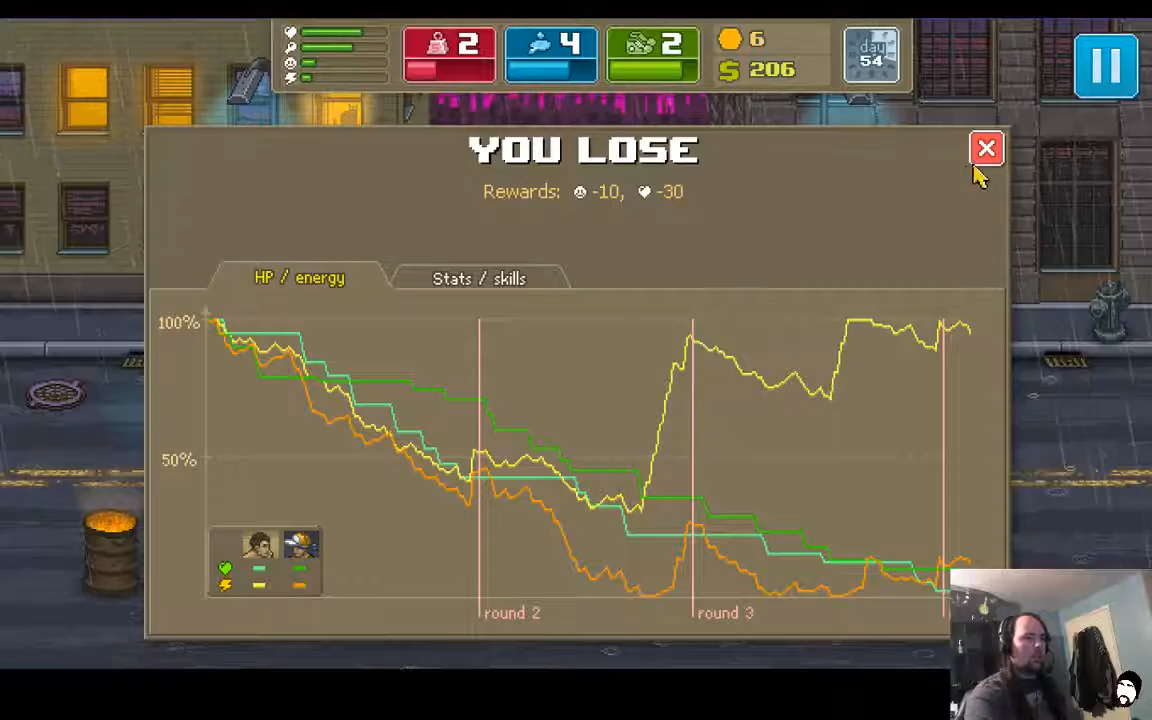 2 4 2 6
$ 206
day
54
YOU LOSE
Rewards: -10, -30
HP / energy Stats / skills
100%
50%
round 2 round 3